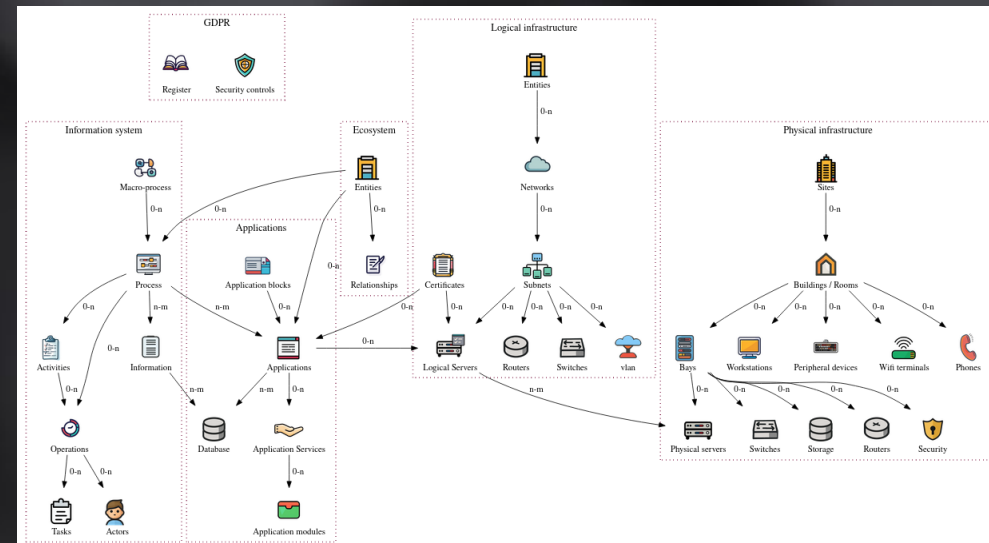 GDPR
Register
Security controls
Logical infrastructure
Entities
0-n
Networks
0-n
Information system
Macro-process
0-n
Ecosystem
Entities
0-n
0-n
0-n
Relationships
Physical infrastructure
Sites
0-n
Buildings / Rooms
Applications
Process
Application blocks
Certificates
Subnets
0-n
n-m
0-n
n-m
0-n
0-n
0-n
0-n
0-n
0-n
0-n
0-n
0-n
0-n
0-n
0-n
Activities
Information
Applications
0-n
Logical Servers
Routers
Switches
vlan
Bays
Workstations
Peripheral devices
Wifi terminals
Phones
0-n
n-m
n-m
0-n
n-m
0-n
0-n
0-n
0-n
0-n
Operations
Database
Application Services
Physical servers
Switches
Storage
Routers
Security
0-n
0-n
0-n
Tasks
Actors
Application modules